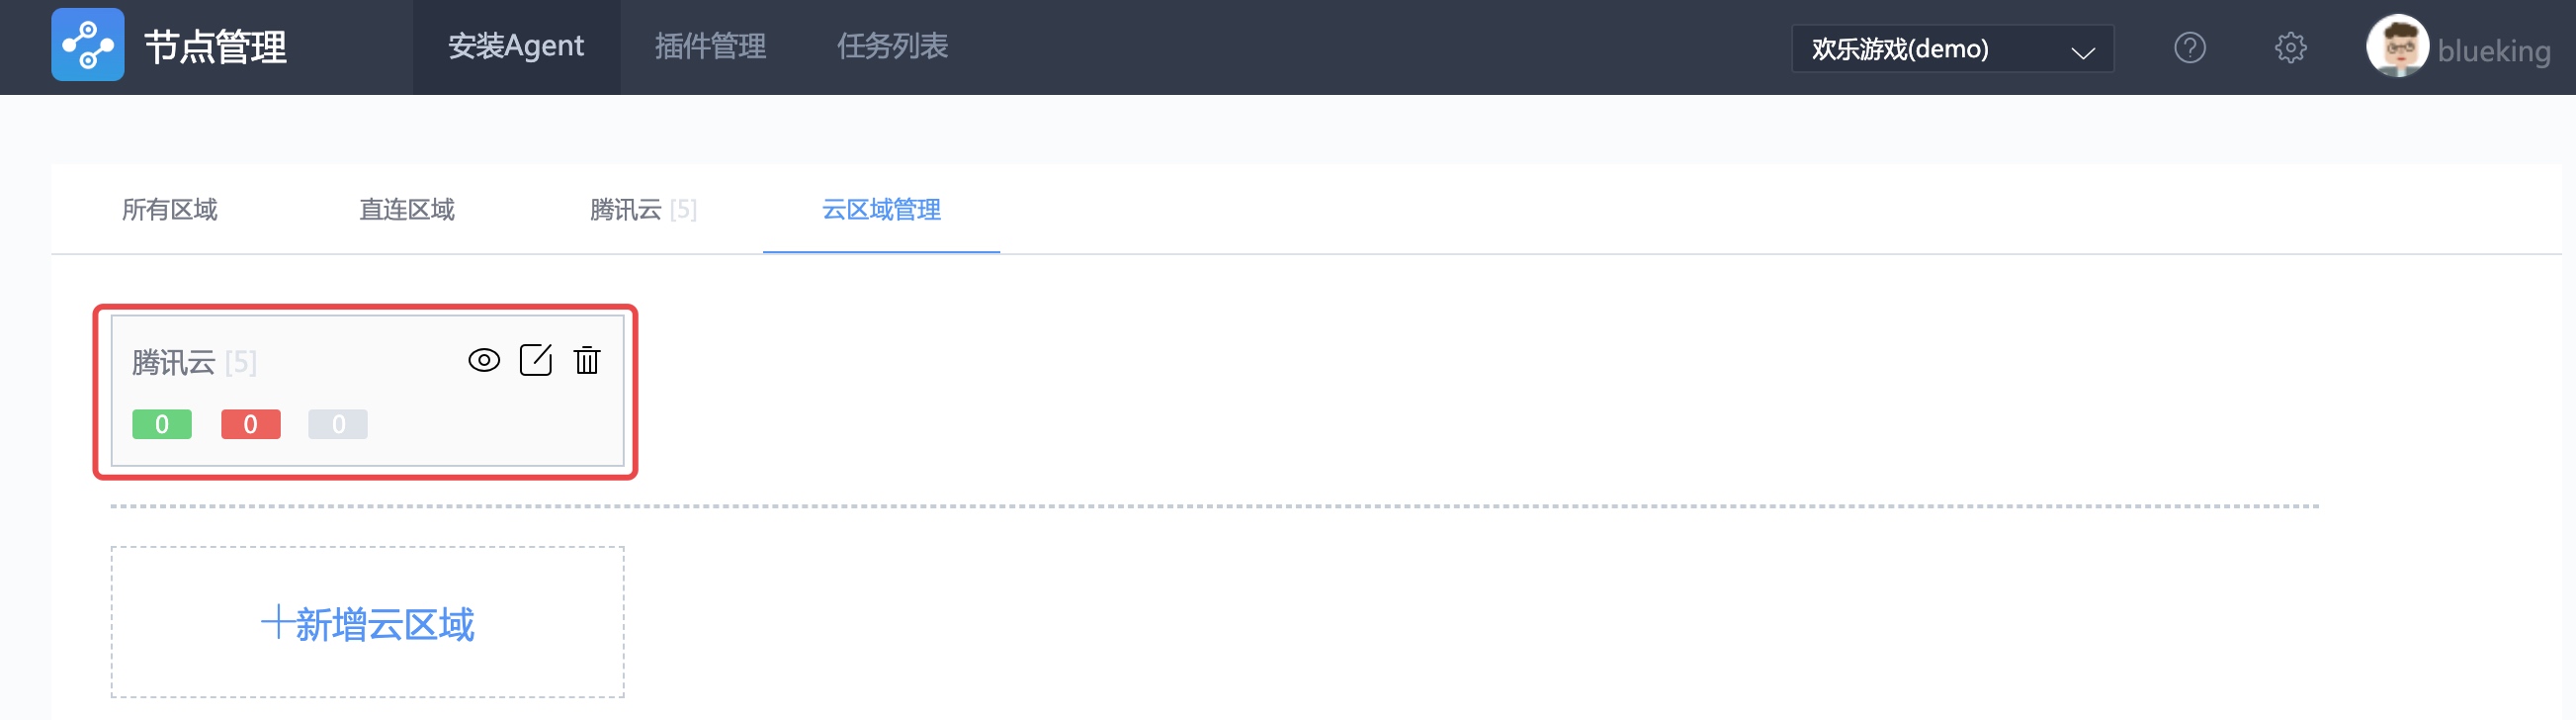 节点管理 安装Agent 插件管理 任务列表 欢乐游戏(demo) blueking
所有区域 直连区域 腾讯云 [5] 云区域管理
腾讯云 [5]
0 0 0
+新增云区域